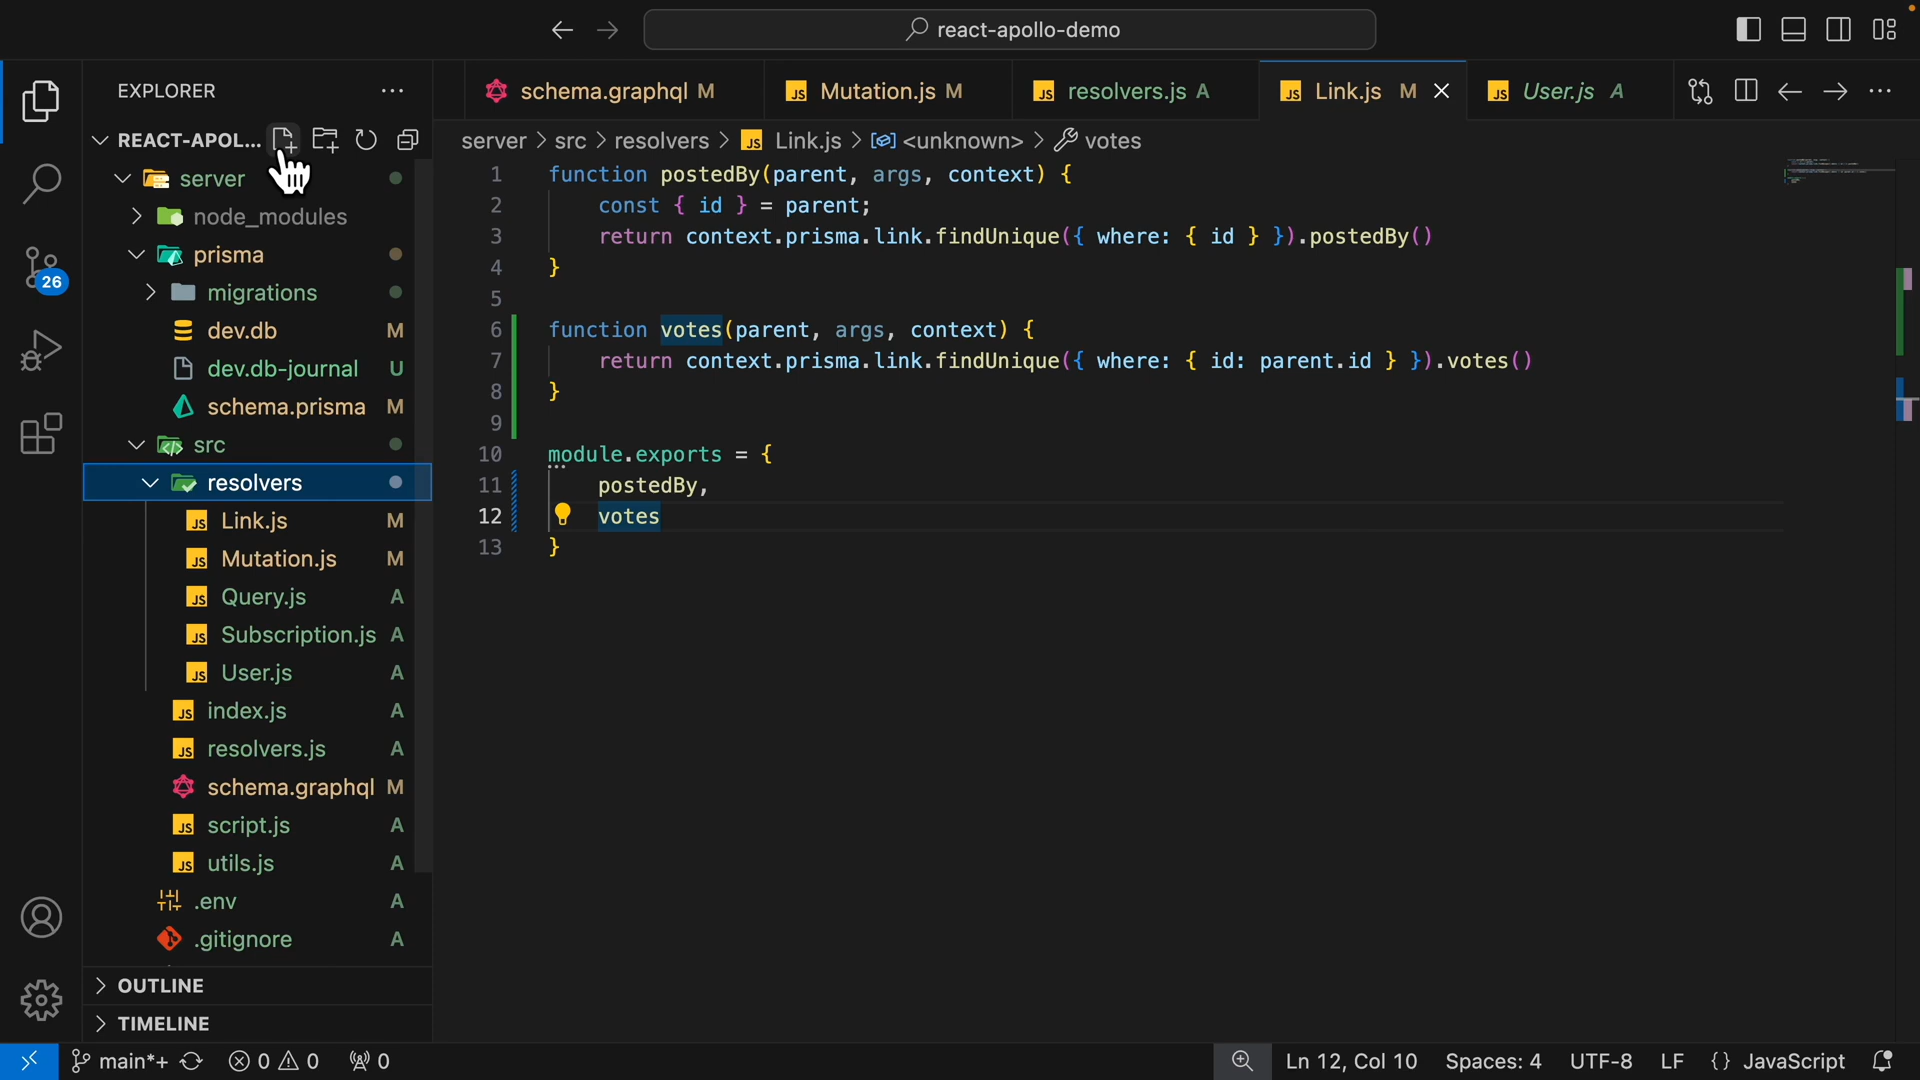 react-apollo-demo
EXPLORER
schema.graphql M
Mutation.js M
resolvers.js A
Link.js M
User.js A
REACT-APOL...
server > src > resolvers > Link.js > <unknown> > votes
server
node_modules
prisma
migrations
dev.db M
dev.db-journal U
schema.prisma M
src
resolvers
Link.js M
Mutation.js M
Query.js A
Subscription.js A
User.js A
index.js A
resolvers.js A
schema.graphql M
script.js A
utils.js A
.env A
.gitignore A
OUTLINE
TIMELINE
26
1 function postedBy(parent, args, context) {
2 const { id } = parent;
3 return context.prisma.link.findUnique({ where: { id } }).postedBy()
4 }
5
6 function votes(parent, args, context) {
7 return context.prisma.link.findUnique({ where: { id: parent.id } }).votes()
8 }
9
10 module.exports = {
11 postedBy,
12 votes
13 }
main*+ 0 0 0 Ln 12, Col 10 Spaces: 4 UTF-8 LF {} JavaScript